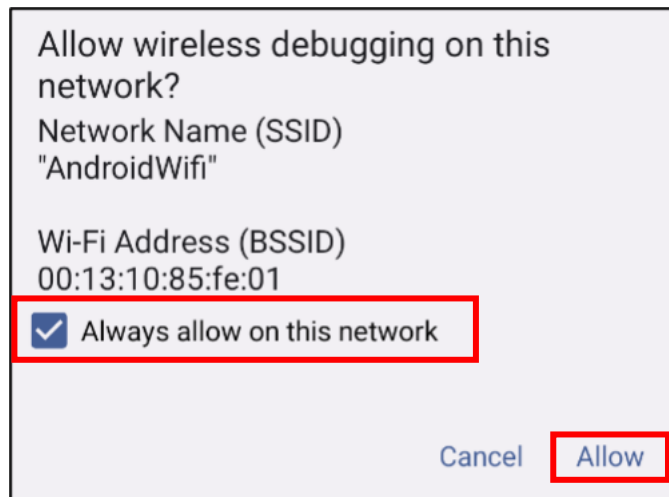 Allow wireless debugging on this
network?
Network Name (SSID)
"AndroidWifi"
Wi-Fi Address (BSSID)
00:13:10:85:fe:01
Always allow on this network
Cancel Allow